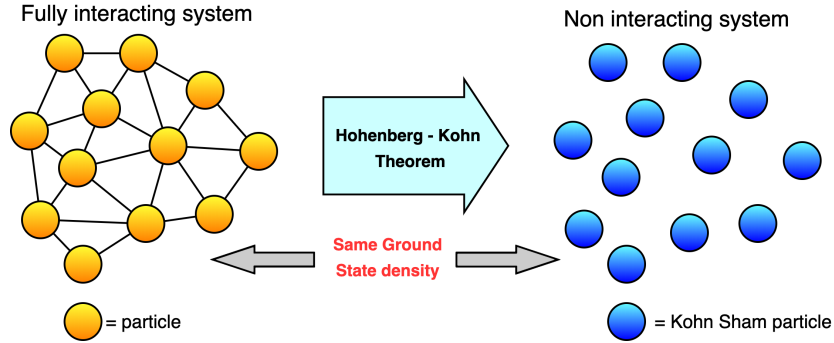 Fully interacting system
Non interacting system
Hohenberg - Kohn
Theorem
Same Ground
State density
= particle
= Kohn Sham particle